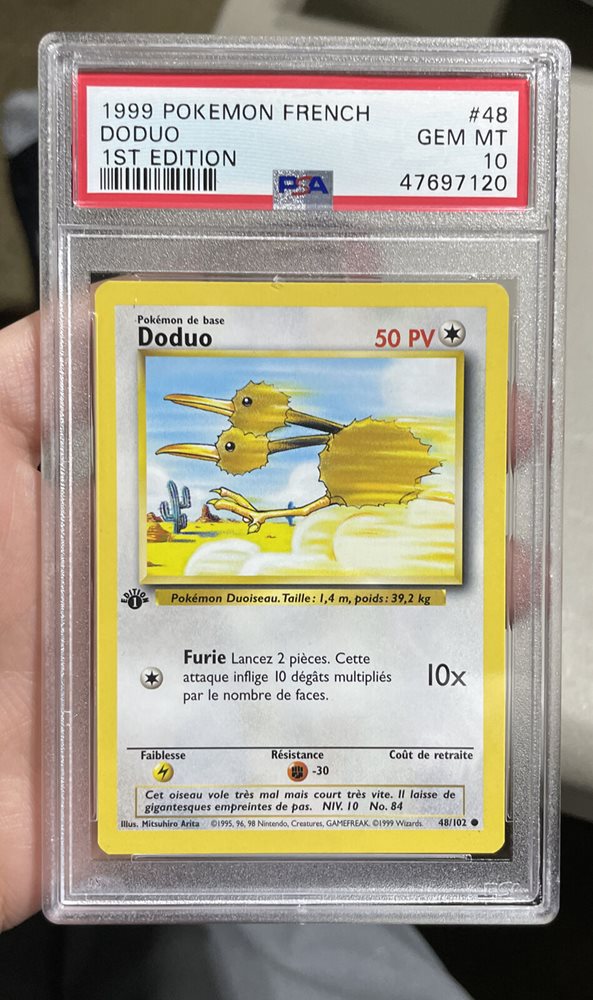 1999 POKEMON FRENCH #48
DODUO GEM MT
1ST EDITION 10
PSA 47697120
Pokémon de base
Doduo 50 PV
EDITION 1
Pokémon Duoiseau. Taille: 1,4 m, poids: 39,2 kg
Furie Lancez 2 pièces. Cette
attaque inflige 10 dégâts multipliés 10x
par le nombre de faces.
Faiblesse Résistance Coût de retraite
-30
Cet oiseau vole très mal mais court très vite. Il laisse de
gigantesques empreintes de pas. NIV. 10 No. 84
Illus. Mitsuhiro Arita ©1995, 96, 98 Nintendo, Creatures, GAMEFREAK. ©1999 Wizards. 48/102